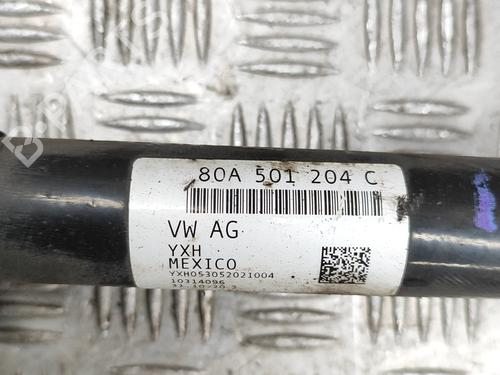 80A 501 204 C
VW AG
YXH
MEXICO
YXH053052021004
10314096